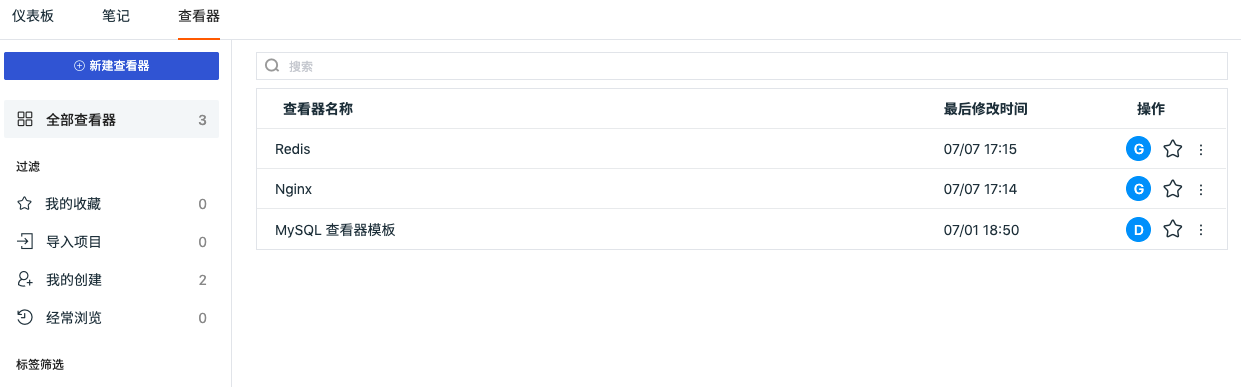 仪表板 笔记 查看器
新建查看器
搜索
全部查看器 3
查看器名称 最后修改时间 操作
Redis 07/07 17:15 G
过滤
Nginx 07/07 17:14 G
我的收藏 0
MySQL 查看器模板 07/01 18:50 D
导入项目 0
我的创建 2
经常浏览 0
标签筛选